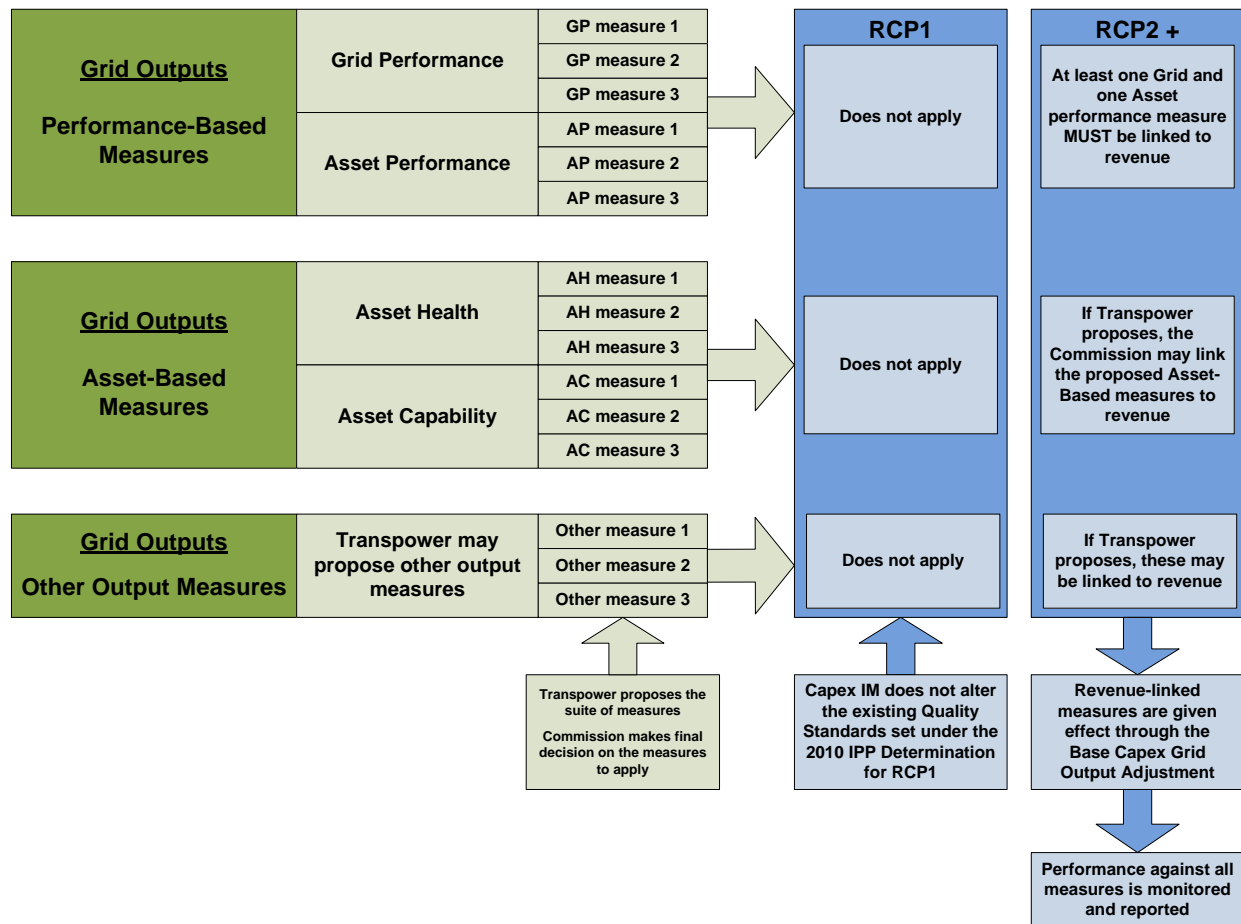 Grid Outputs
Performance-Based
Measures
Grid Performance
GP measure 1
GP measure 2
GP measure 3
Asset Performance
AP measure 1
AP measure 2
AP measure 3
RCP1
Does not apply
RCP2 +
At least one Grid and
one Asset
performance measure
MUST be linked to
revenue
Grid Outputs
Asset-Based
Measures
Asset Health
AH measure 1
AH measure 2
AH measure 3
Asset Capability
AC measure 1
AC measure 2
AC measure 3
Does not apply
If Transpower
proposes, the
Commission may link
the proposed Asset-
Based measures to
revenue
Grid Outputs
Other Output Measures
Transpower may
propose other output
measures
Other measure 1
Other measure 2
Other measure 3
Does not apply
If Transpower
proposes, these may
be linked to revenue
Transpower proposes the
suite of measures
Commission makes final
decision on the measures
to apply
Capex IM does not alter
the existing Quality
Standards set under the
2010 IPP Determination
for RCP1
Revenue-linked
measures are given
effect through the
Base Capex Grid
Output Adjustment
Performance against all
measures is monitored
and reported